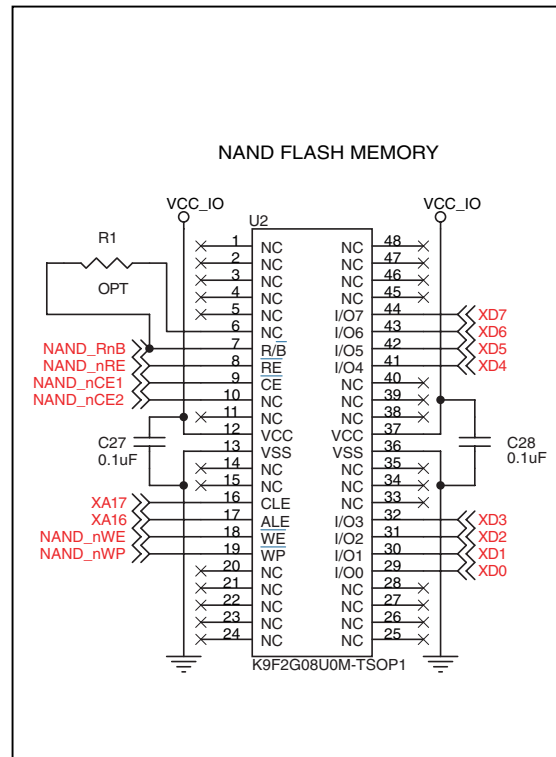 NAND FLASH MEMORY
VCC_IO
VCC_IO
U2
R1
OPT
1 NC NC 48
2 NC NC 47
3 NC NC 46
4 NC NC 45
5 NC I/O7 44 XD7
6 NC I/O6 43 XD6
NAND_RnB 7 R/B I/O5 42 XD5
NAND_nRE 8 RE I/O4 41 XD4
NAND_nCE1 9 CE NC 40
NAND_nCE2 10 NC NC 39
11 NC NC 38
12 VCC VCC 37
13 VSS VSS 36
C27
0.1uF
C28
0.1uF
14 NC NC 35
15 NC NC 34
XA17 16 CLE NC 33
XA16 17 ALE I/O3 32 XD3
NAND_nWE 18 WE I/O2 31 XD2
NAND_nWP 19 WP I/O1 30 XD1
20 NC I/O0 29 XD0
21 NC NC 28
22 NC NC 27
23 NC NC 26
24 NC NC 25
K9F2G08U0M-TSOP1